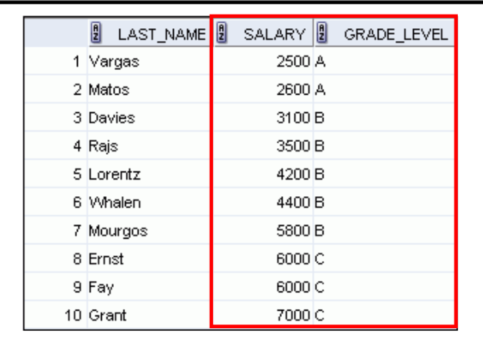 LAST_NAME SALARY GRADE_LEVEL
1 Vargas 2500 A
2 Matos 2600 A
3 Davies 3100 B
4 Rajs 3500 B
5 Lorentz 4200 B
6 Whalen 4400 B
7 Mourgos 5800 B
8 Ernst 6000 C
9 Fay 6000 C
10 Grant 7000 C